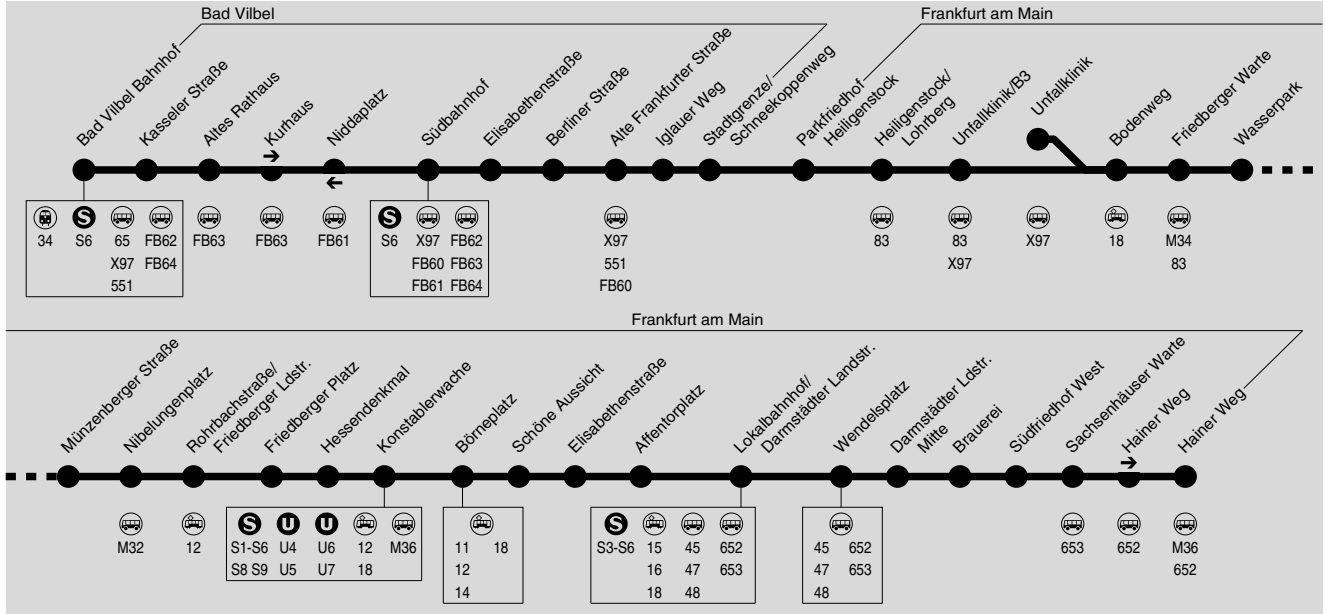 Bad Vilbel
Frankfurt am Main
Bad Vilbel Bahnhof
Kasseler Straße
Altes Rathaus
Kurhaus
→
Niddaplatz
←
Südbahnhof
Elisabethenstraße
Berliner Straße
Alte Frankfurter Straße
Iglauer Weg
Stadtgrenze/
Schneekoppenweg
Parkfriedhof
Heiligenstock
Heiligenstock/
Lohrberg
Unfallklinik/B3
Unfallklinik
Bodenweg
Friedberger Warte
Wasserpark
S S
34 S6 65 FB62 FB63 FB63 FB61 S6 X97 FB62 X97 83 83 X97 18 M34
X97 FB64 FB60 FB63 551 X97 83
551 FB61 FB64 FB60
Frankfurt am Main
Münzenberger Straße
Nibelungenplatz
Rohrbachstraße/
Friedberger Ldstr.
Friedberger Platz
Hessendenkmal
Konstablerwache
Börneplatz
Schöne Aussicht
Elisabethenstraße
Affentorplatz
Lokalbahnhof/
Darmstädter Landstr.
Wendelsplatz
Darmstädter Ldstr.
Mitte
Brauerei
Südfriedhof West
Sachsenhäuser Warte
Hainer Weg
→
Hainer Weg
S U U S
M32 12 S1-S6 U4 U6 12 M36 11 18 S3-S6 15 45 652 45 652 653 652 M36
S8 S9 U5 U7 18 12 16 47 653 47 653 652
14 18 48 48